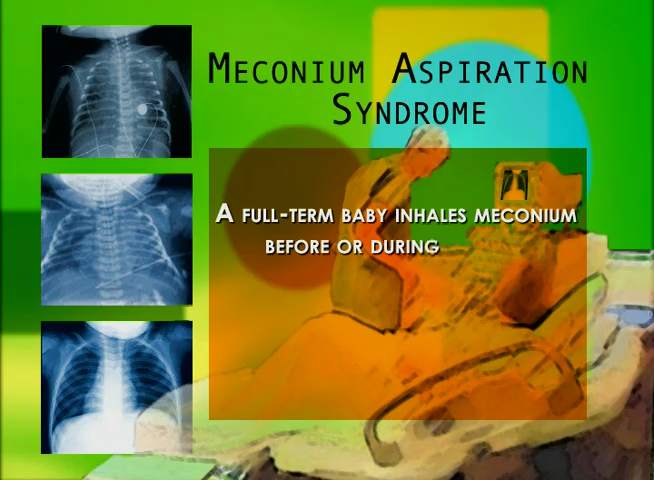 Meconium Aspiration
Syndrome
A full-term baby inhales meconium
before or during